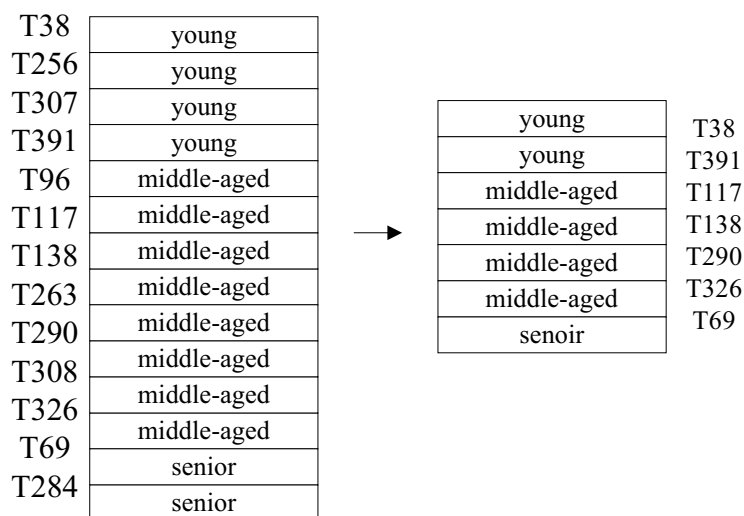 T38 young
T256 young
T307 young
T391 young
T96 middle-aged
T117 middle-aged
T138 middle-aged
T263 middle-aged
T290 middle-aged
T308 middle-aged
T326 middle-aged
T69 middle-aged
T284 senior
senior
young T38
young T391
middle-aged T117
middle-aged T138
middle-aged T290
middle-aged T326
senoir T69